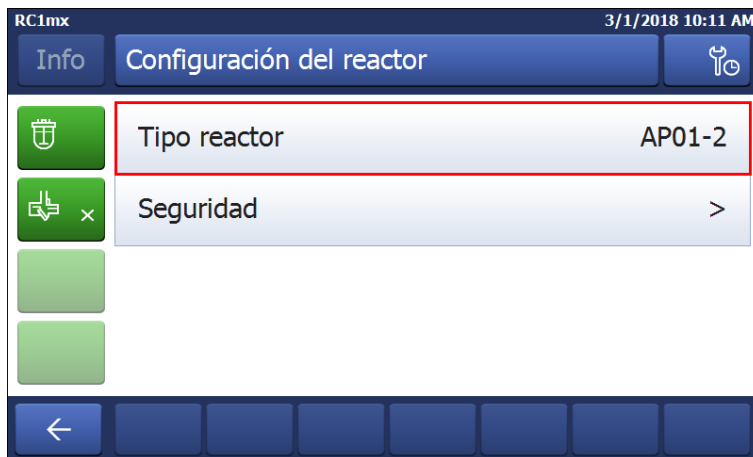 RC1mx 3/1/2018 10:11 AM
Info Configuración del reactor
Tipo reactor AP01-2
Seguridad >